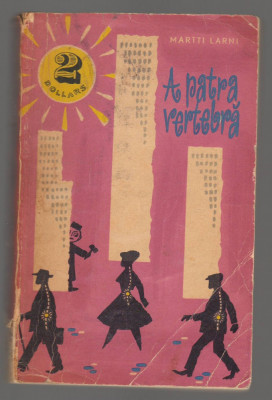 MARTTI LARNI
2
DOLLARS
A patra
vertebră